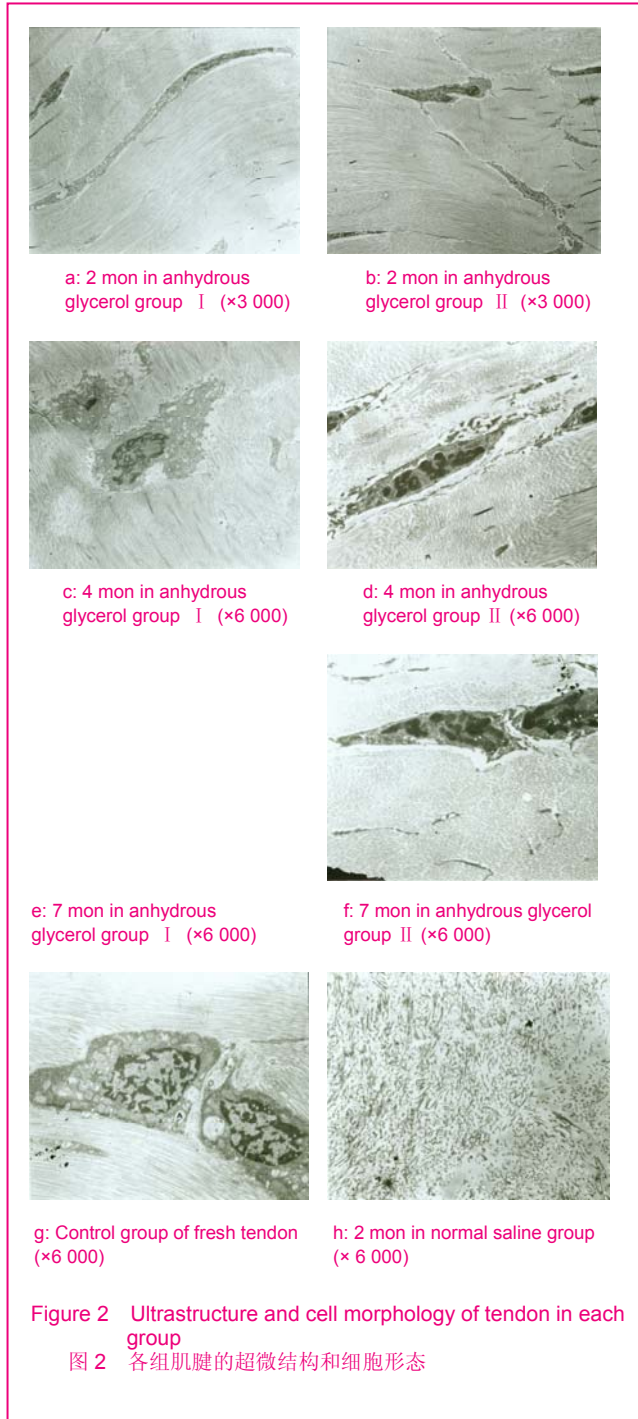 a: 2 mon in anhydrous
glycerol group Ⅰ (×3 000)
b: 2 mon in anhydrous
glycerol group Ⅱ (×3 000)
c: 4 mon in anhydrous
glycerol group Ⅰ (×6 000)
d: 4 mon in anhydrous
glycerol group Ⅱ (×6 000)
e: 7 mon in anhydrous
glycerol group Ⅰ (×6 000)
f: 7 mon in anhydrous glycerol
group Ⅱ (×6 000)
g: Control group of fresh tendon
(×6 000)
h: 2 mon in normal saline group
(× 6 000)
Figure 2 Ultrastructure and cell morphology of tendon in each
group
图 2 各组肌腱的超微结构和细胞形态